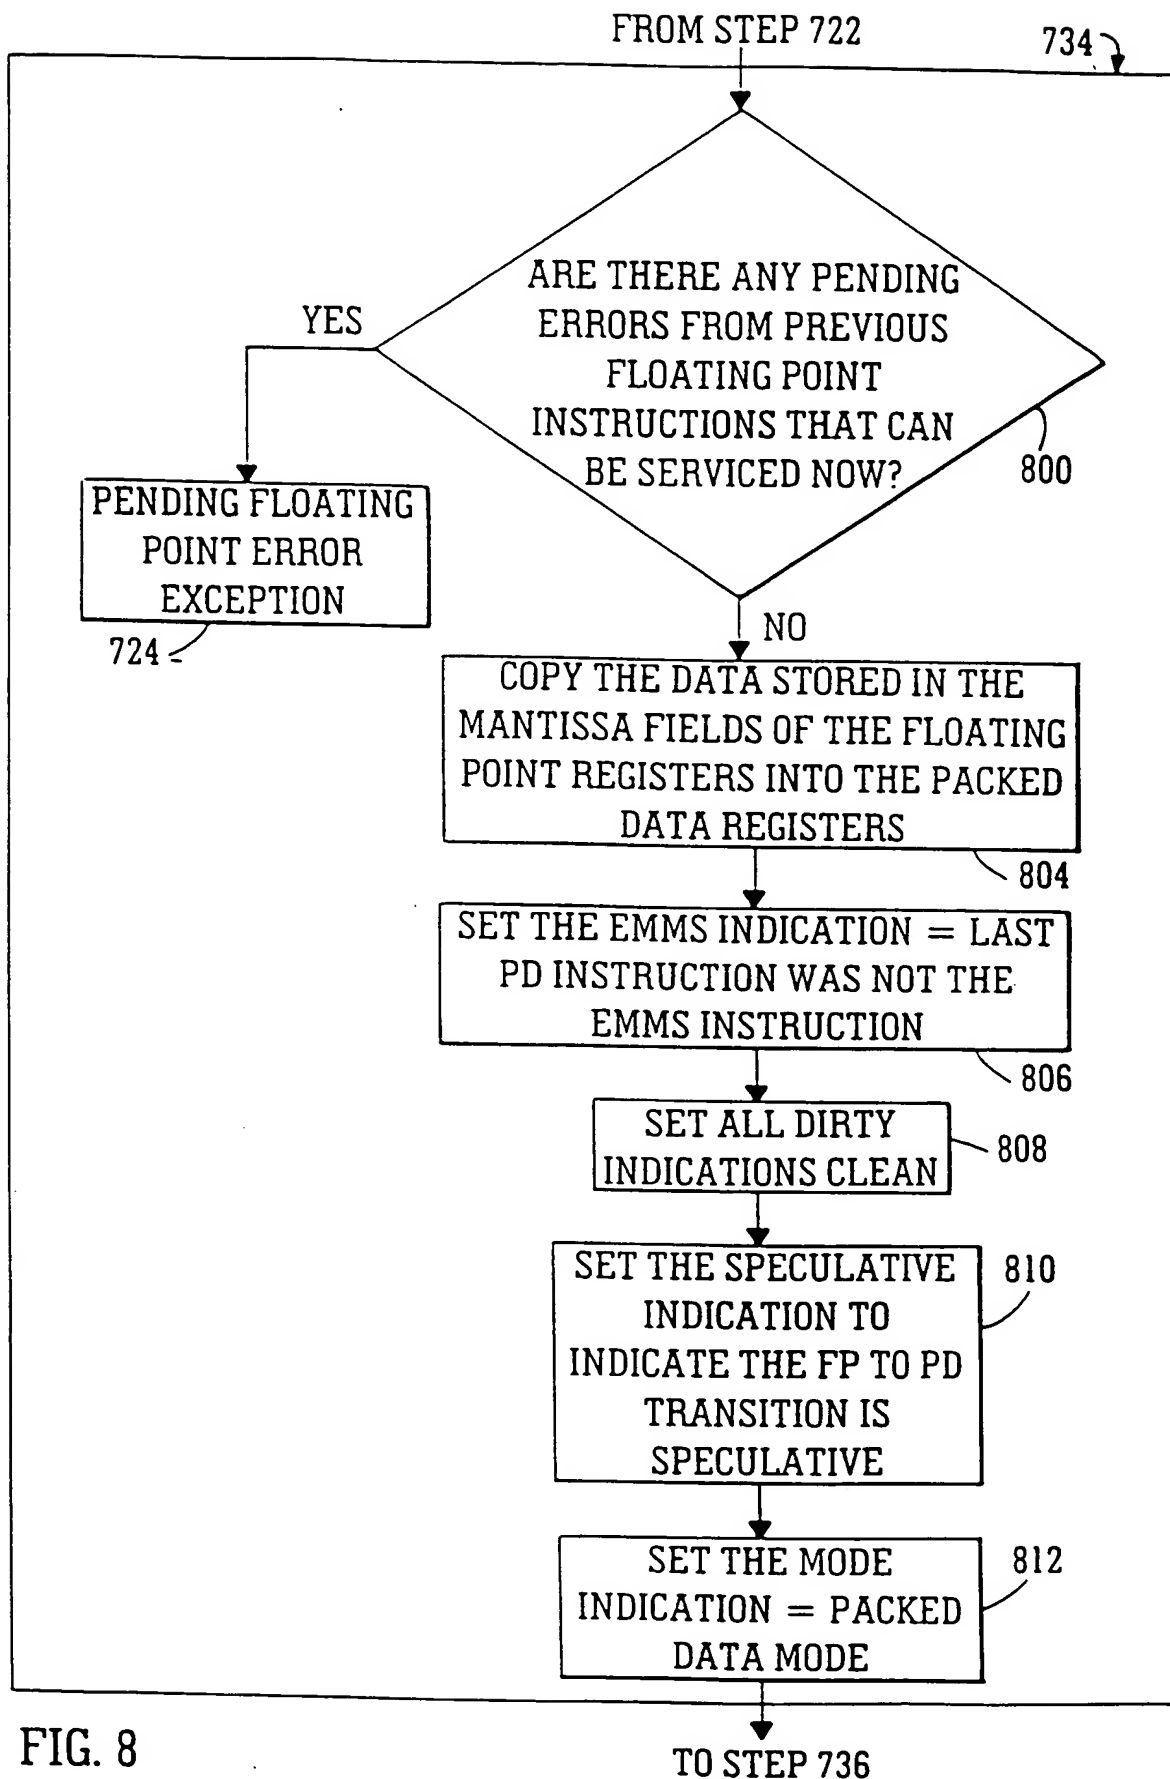 FROM STEP 722
734
ARE THERE ANY PENDING
ERRORS FROM PREVIOUS
FLOATING POINT
INSTRUCTIONS THAT CAN
BE SERVICED NOW?
800
YES
PENDING FLOATING
POINT ERROR
EXCEPTION
724
NO
COPY THE DATA STORED IN THE
MANTISSA FIELDS OF THE FLOATING
POINT REGISTERS INTO THE PACKED
DATA REGISTERS
804
SET THE EMMS INDICATION = LAST
PD INSTRUCTION WAS NOT THE
EMMS INSTRUCTION
806
SET ALL DIRTY
INDICATIONS CLEAN
808
SET THE SPECULATIVE
INDICATION TO
INDICATE THE FP TO PD
TRANSITION IS
SPECULATIVE
810
SET THE MODE
INDICATION = PACKED
DATA MODE
812
FIG. 8
TO STEP 736